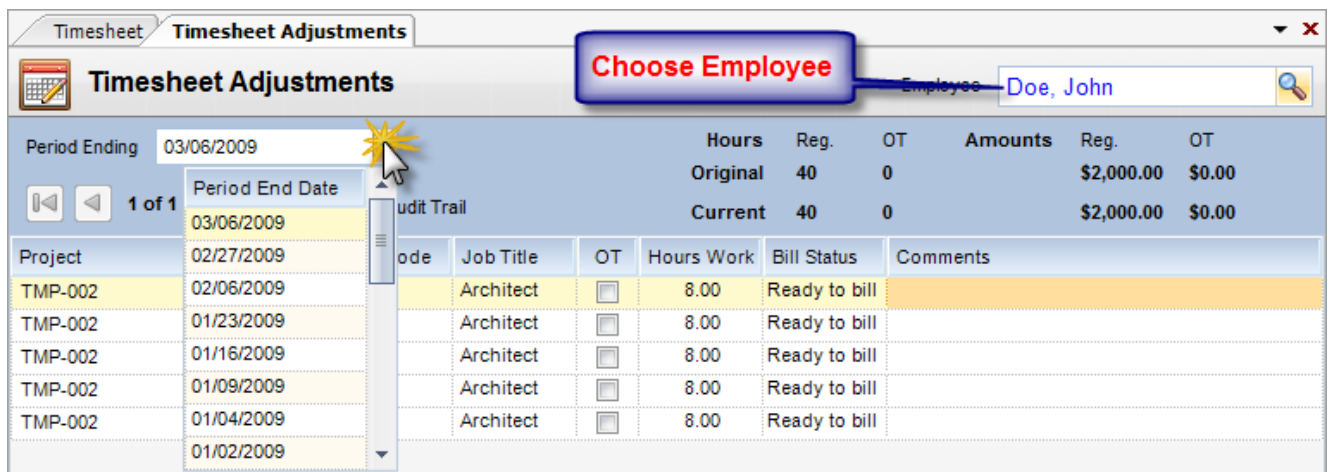 Timesheet Timesheet Adjustments
Timesheet Adjustments Choose Employee Doe, John
Period Ending 03/06/2009 Hours Reg. OT Amounts Reg. OT
Original 40 0 $2,000.00 $0.00
1 of 1 Period End Date udit Trail
Current 40 0 $2,000.00 $0.00
03/06/2009
Project 02/27/2009 ode Job Title OT Hours Work Bill Status Comments
TMP-002 02/06/2009 Architect 8.00 Ready to bill
TMP-002 01/23/2009 Architect 8.00 Ready to bill
TMP-002 01/16/2009 Architect 8.00 Ready to bill
TMP-002 01/09/2009 Architect 8.00 Ready to bill
TMP-002 01/04/2009 Architect 8.00 Ready to bill
01/02/2009